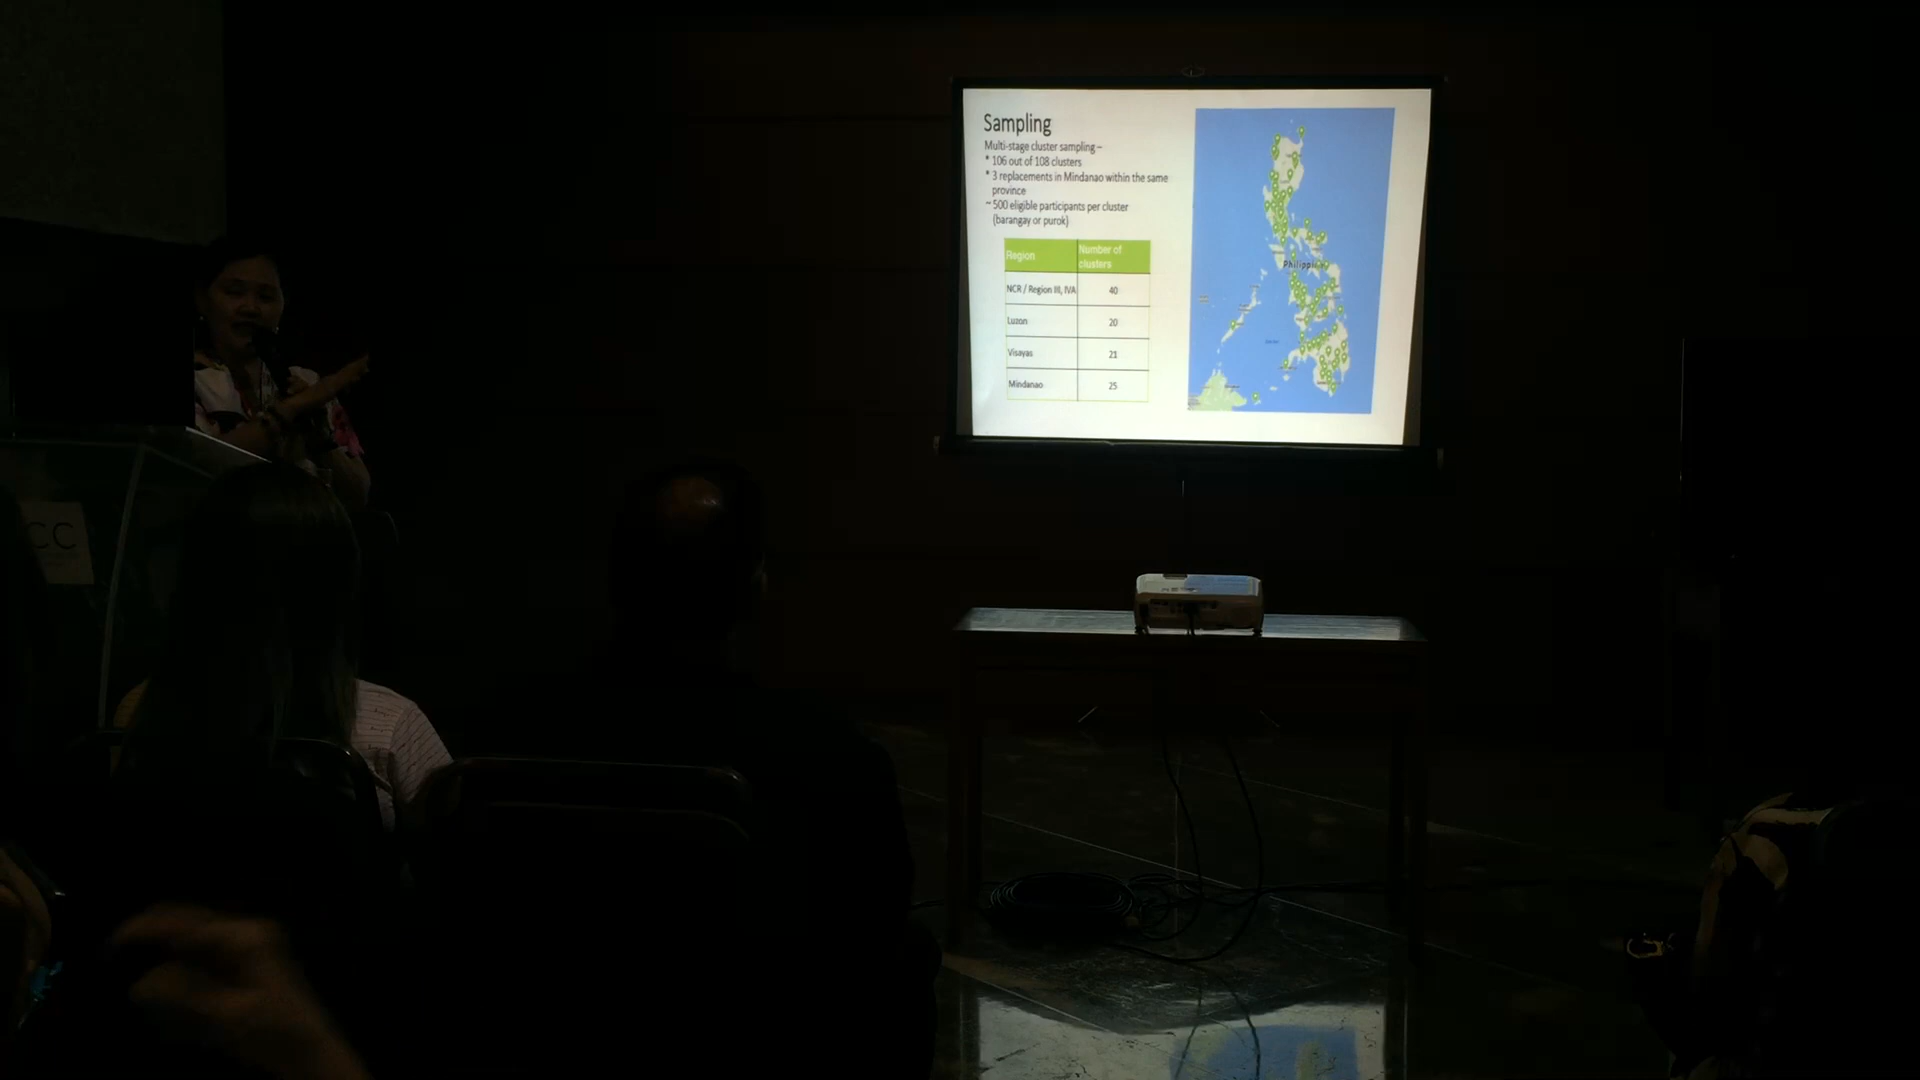 Sampling
Multi-stage cluster sampling –
* 106 out of 108 clusters
* 3 replacements in Mindanao within the same
province
~ 500 eligible participants per cluster
(barangay or purok)
Region Number of
clusters
NCR / Region III, IVA 40
Luzon 20
Visayas 21
Mindanao 25
Philippi
CC